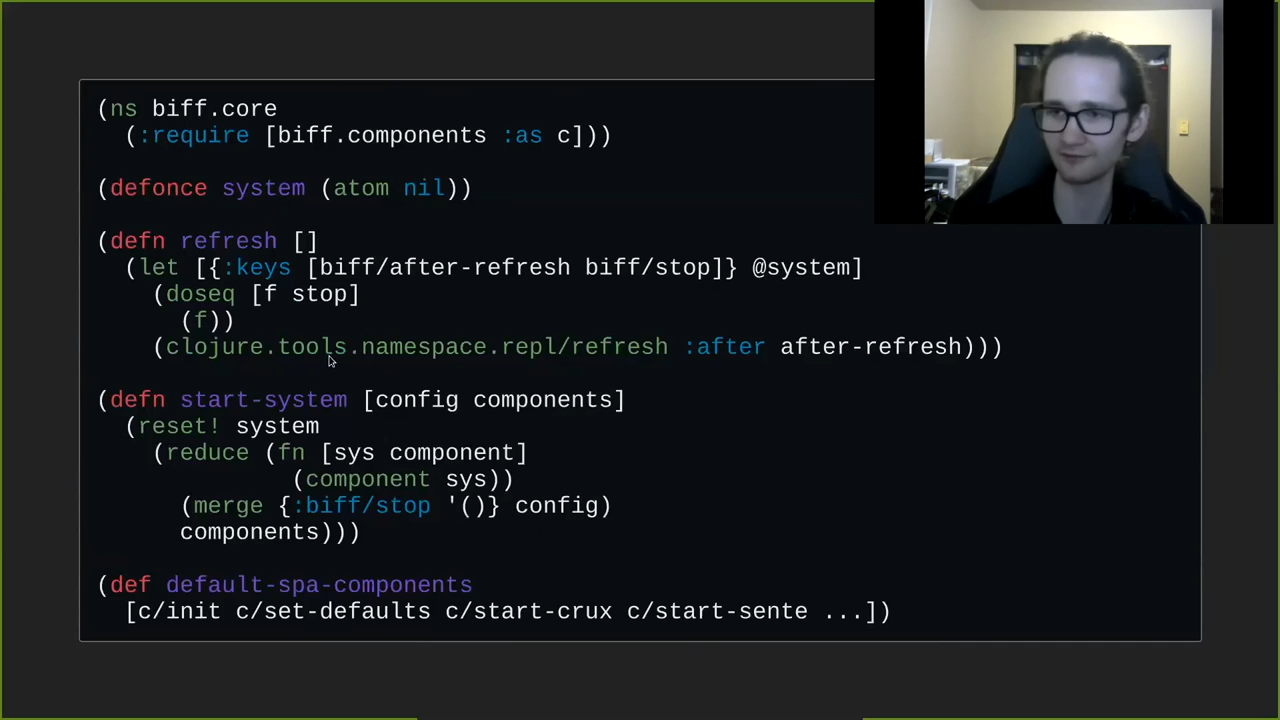 (ns biff.core
(:require [biff.components :as c]))
(defonce system (atom nil))
(defn refresh []
(let [{:keys [biff/after-refresh biff/stop]} @system]
(doseq [f stop]
(f))
(clojure.tools.namespace.repl/refresh :after after-refresh)))
(defn start-system [config components]
(reset! system
(reduce (fn [sys component]
(component sys))
(merge {:biff/stop '()} config)
components)))
(def default-spa-components
[c/init c/set-defaults c/start-crux c/start-sente ...])